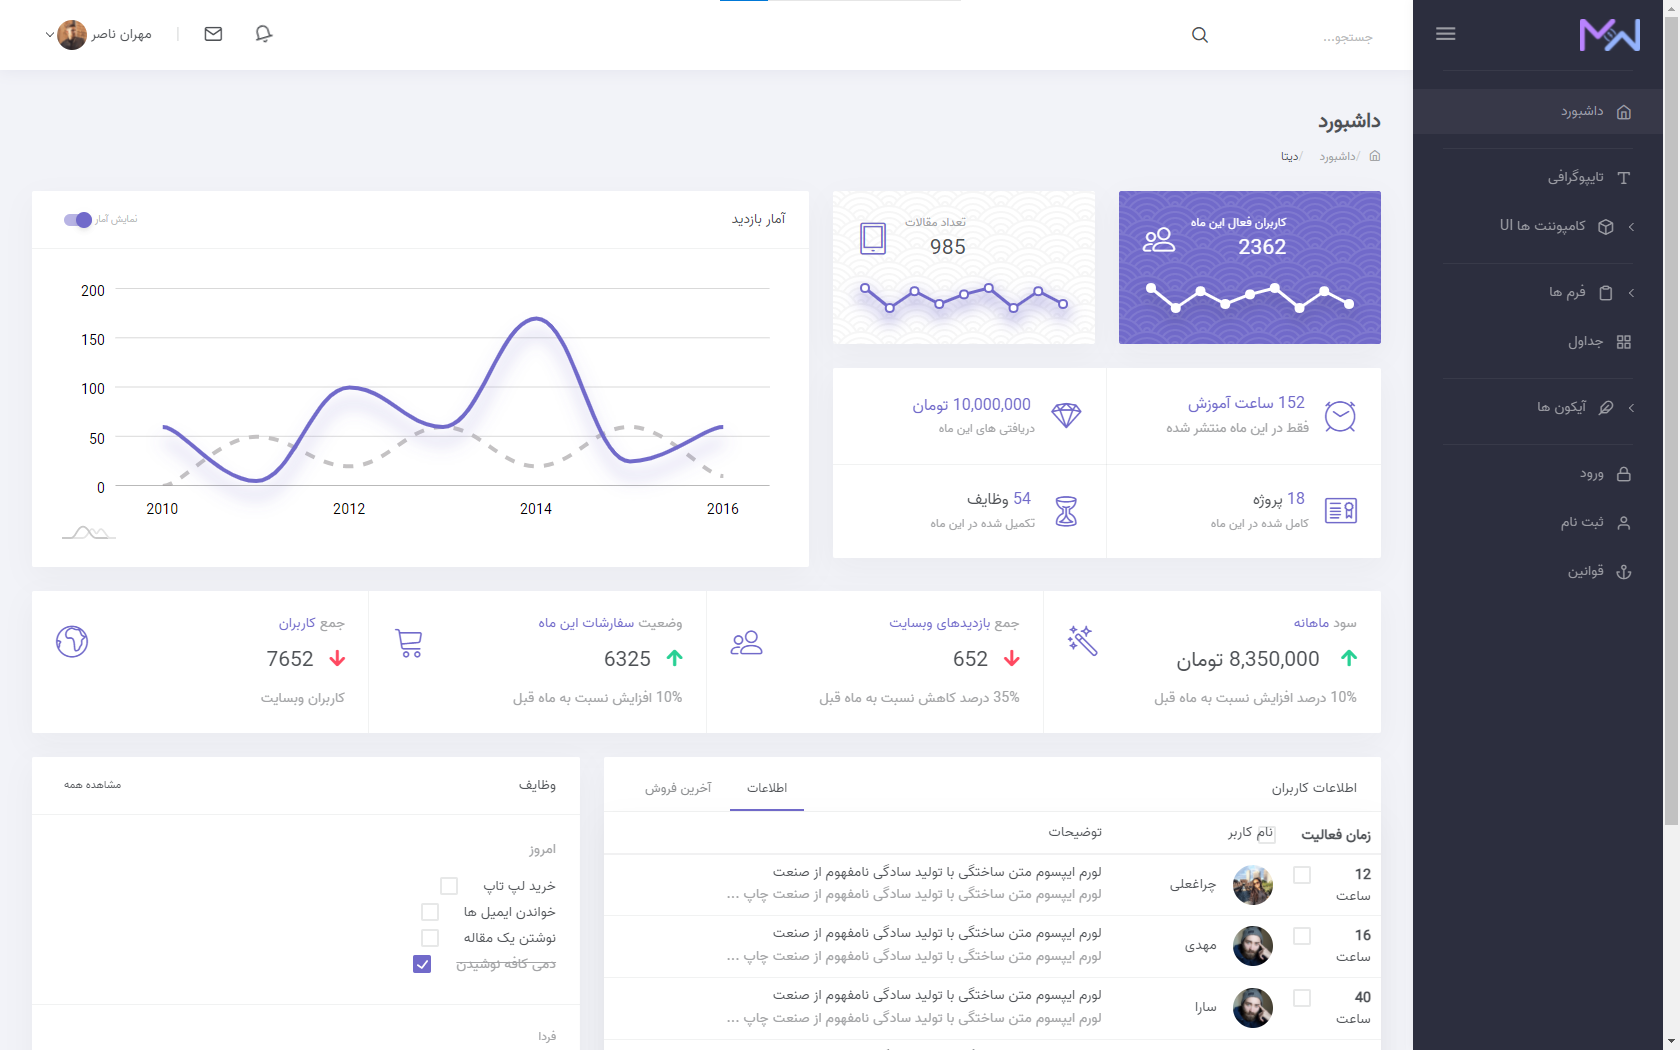 MW
داشبورد
تایپوگرافی
کامپوننت ها UI
فرم ها
جداول
آیکون ها
ورود
ثبت نام
قوانین
جستجو...
مهران ناصر
داشبورد
داشبورد / دیتا /
کاربران فعال این ماه
2362
تعداد مقالات
985
آمار بازدید
نمایش آمار
200
150
100
50
0
2010 2012 2014 2016
152 ساعت آموزش
فقط در این ماه منتشر شده
10,000,000 تومان
دریافتی های این ماه
18 پروژه
کامل شده در این ماه
54 وظایف
تکمیل شده در این ماه
سود ماهانه
8,350,000 تومان
10% درصد افزایش نسبت به ماه قبل
جمع بازدیدهای وبسایت
652
35% درصد کاهش نسبت به ماه قبل
وضعیت سفارشات این ماه
6325
10% افزایش نسبت به ماه قبل
جمع کاربران
7652
کاربران وبسایت
اطلاعات کاربران
اطلاعات
آخرین فروش
زمان فعالیت نام کاربر توضیحات
12 ساعت
چراغعلی
لورم ایپسوم متن ساختگی با تولید سادگی نامفهوم از صنعت
لورم ایپسوم متن ساختگی با تولید سادگی نامفهوم از صنعت چاپ ...
16 ساعت
مهدی
لورم ایپسوم متن ساختگی با تولید سادگی نامفهوم از صنعت
لورم ایپسوم متن ساختگی با تولید سادگی نامفهوم از صنعت چاپ ...
40 ساعت
سارا
لورم ایپسوم متن ساختگی با تولید سادگی نامفهوم از صنعت
لورم ایپسوم متن ساختگی با تولید سادگی نامفهوم از صنعت چاپ ...
وظایف
مشاهده همه
امروز
خرید لپ تاپ
خواندن ایمیل ها
نوشتن یک مقاله
دمی کافه نوشیدن
فردا